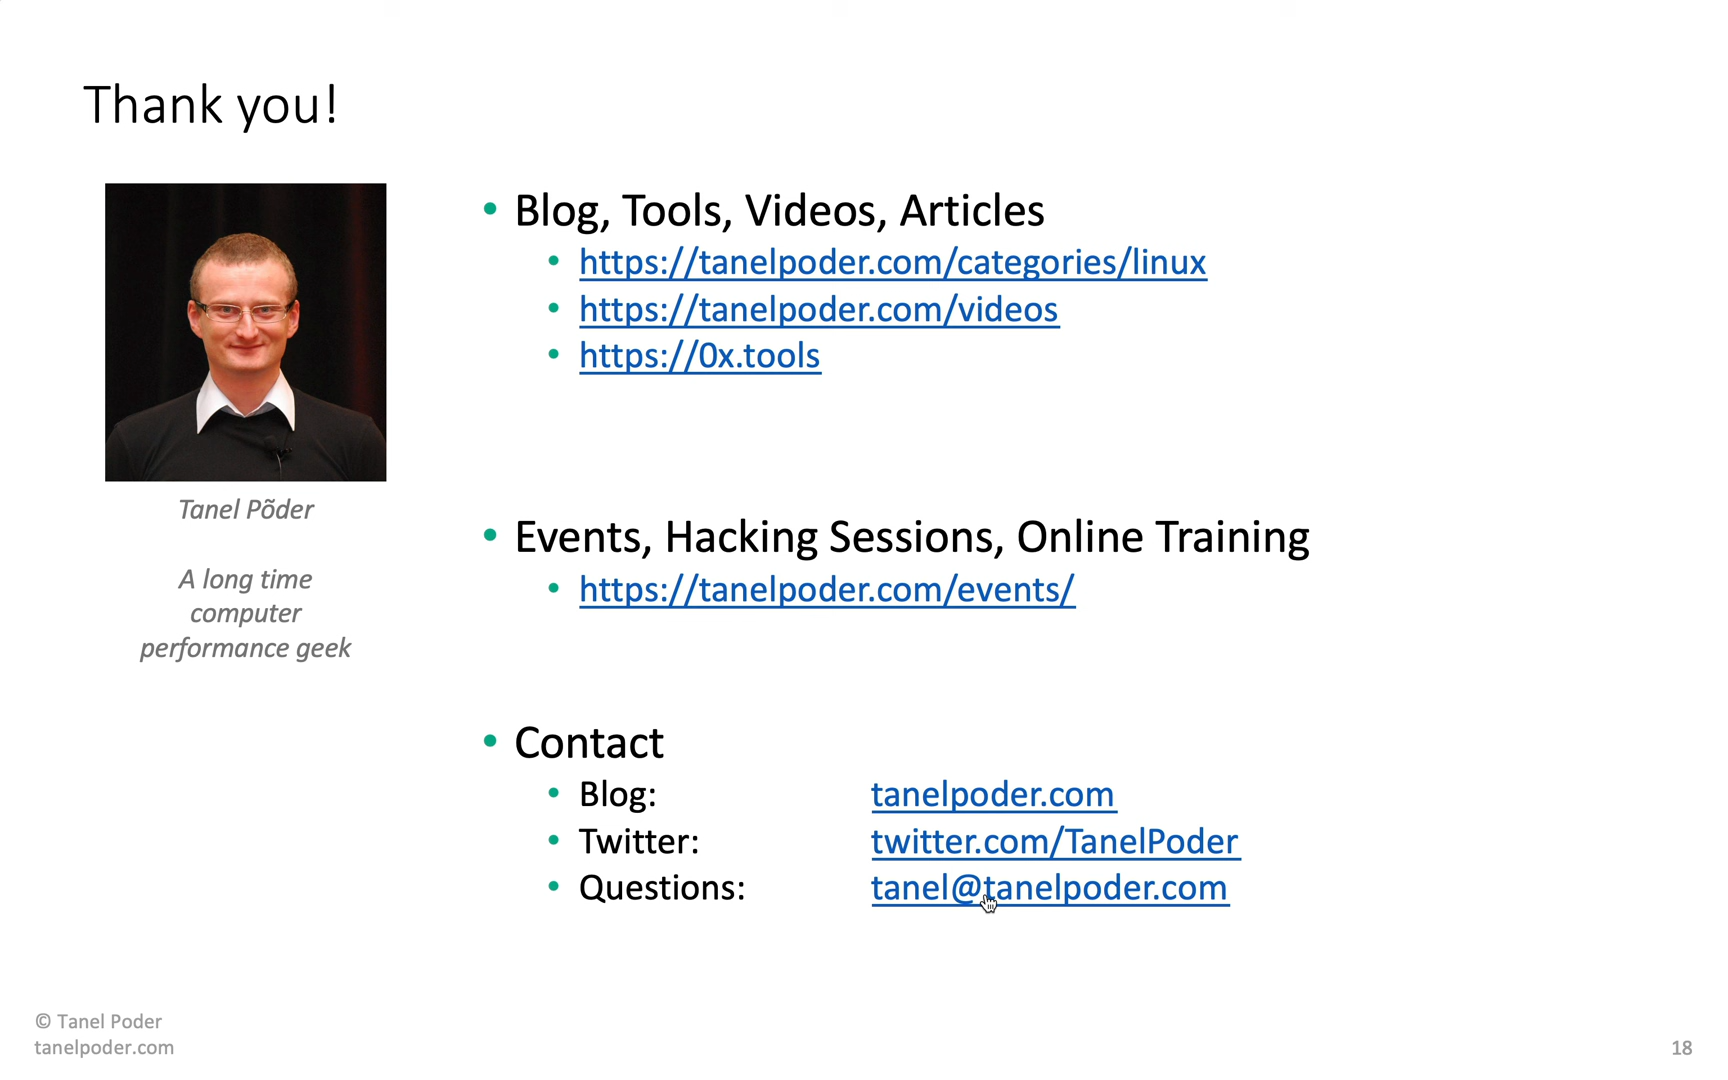 Thank you!
Tanel Põder
A long time
computer
performance geek
• Blog, Tools, Videos, Articles
• https://tanelpoder.com/categories/linux
• https://tanelpoder.com/videos
• https://0x.tools
• Events, Hacking Sessions, Online Training
• https://tanelpoder.com/events/
• Contact
• Blog: tanelpoder.com
• Twitter: twitter.com/TanelPoder
• Questions: tanel@tanelpoder.com
© Tanel Poder
tanelpoder.com
18